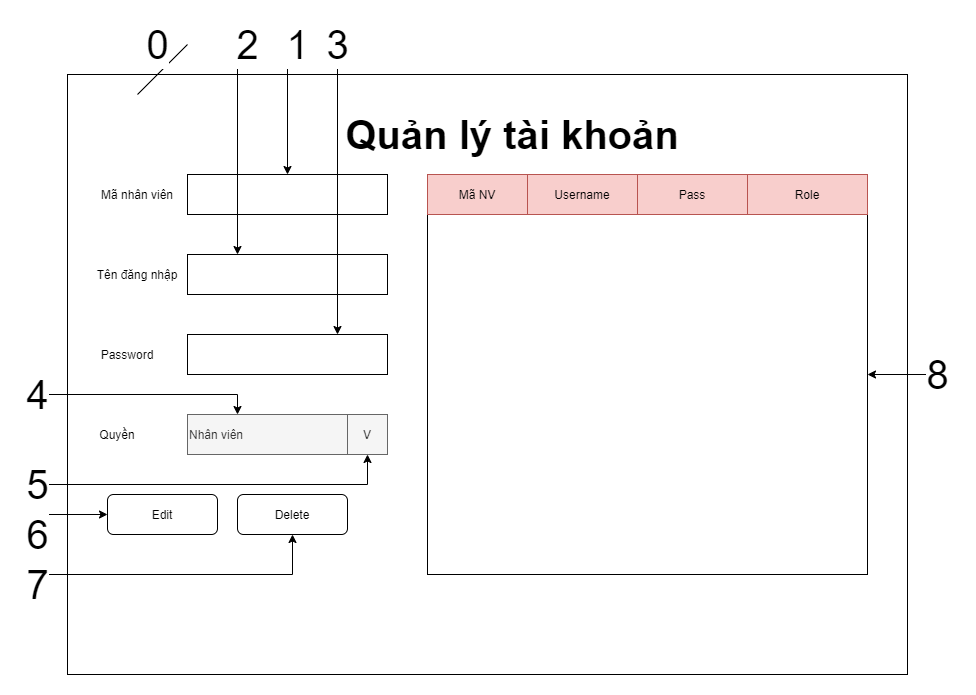 0 2 1 3
Quản lý tài khoản
Mã nhân viên
Mã NV Username Pass Role
Tên đăng nhập
Password
8
4
Quyền Nhân viên V
5
Edit Delete
6
7